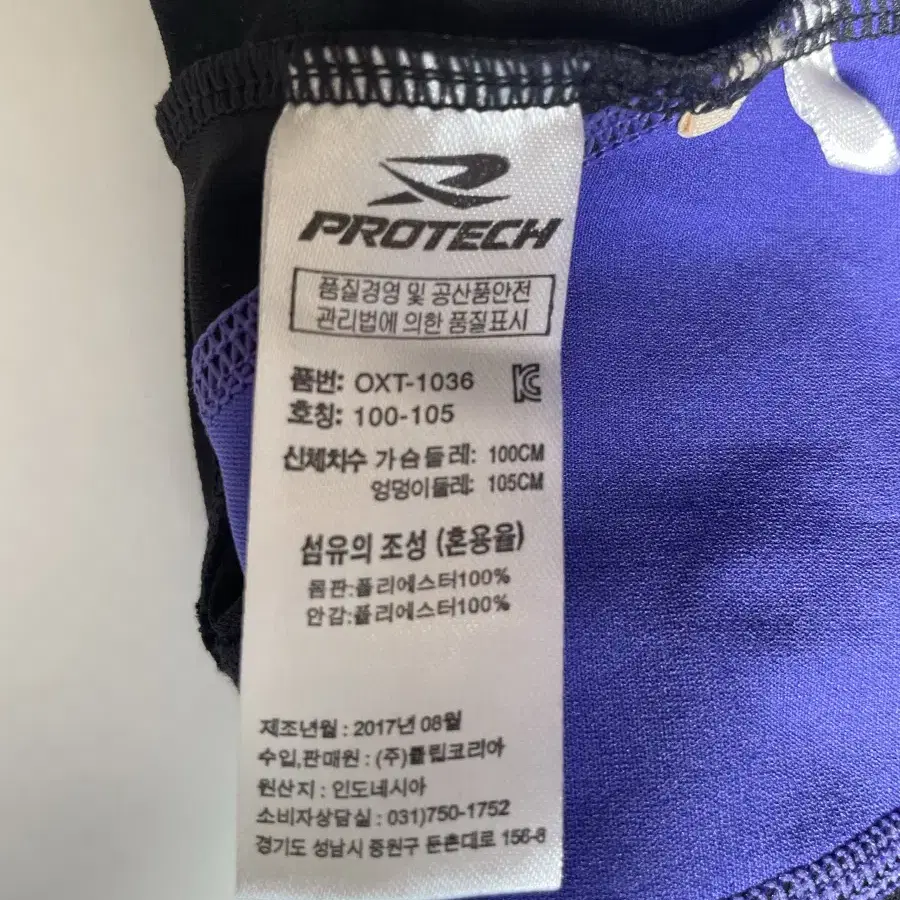 PROTECH
품질경영 및 공산품안전
관리법에 의한 품질표시
품번: OXT-1036
호칭: 100-105
신체치수 가슴둘레: 100CM
엉덩이둘레: 105CM
섬유의 조성 (혼용율)
몸판:폴리에스터100%
안감:폴리에스터100%
제조년월 : 2017년 08월
수입,판매원 : (주)클립코리아
원산지 : 인도네시아
소비자상담실 : 031)750-1752
경기도 성남시 중원구 둔촌대로 156-8